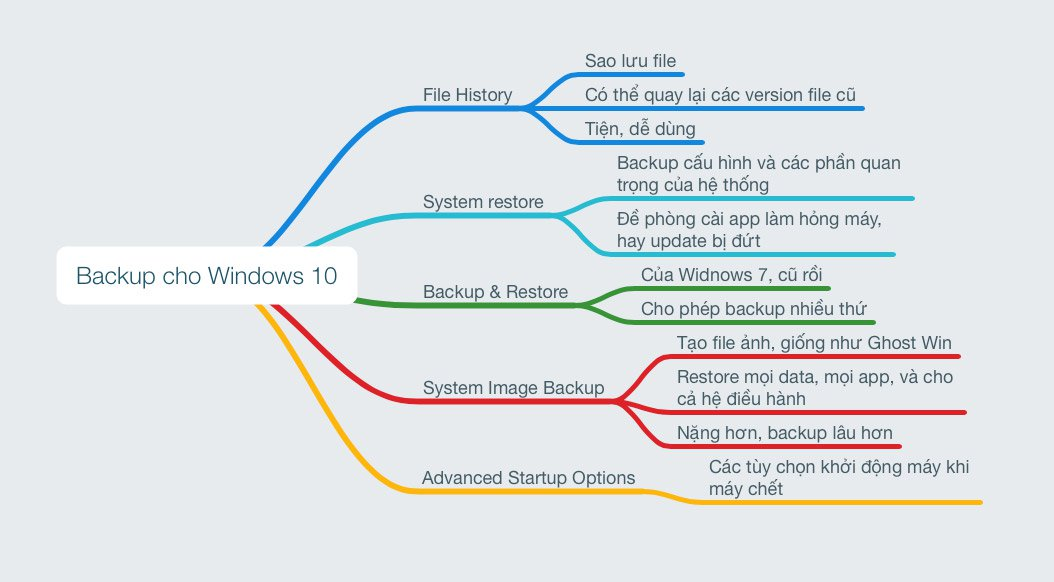 Backup cho Windows 10
File History
Sao lưu file
Có thể quay lại các version file cũ
Tiện, dễ dùng
System restore
Backup cấu hình và các phần quan
trọng của hệ thống
Đề phòng cài app làm hỏng máy,
hay update bị đứt
Backup & Restore
Của Widnows 7, cũ rồi
Cho phép backup nhiều thứ
System Image Backup
Tạo file ảnh, giống như Ghost Win
Restore mọi data, mọi app, và cho
cả hệ điều hành
Nặng hơn, backup lâu hơn
Advanced Startup Options
Các tùy chọn khởi động máy khi
máy chết